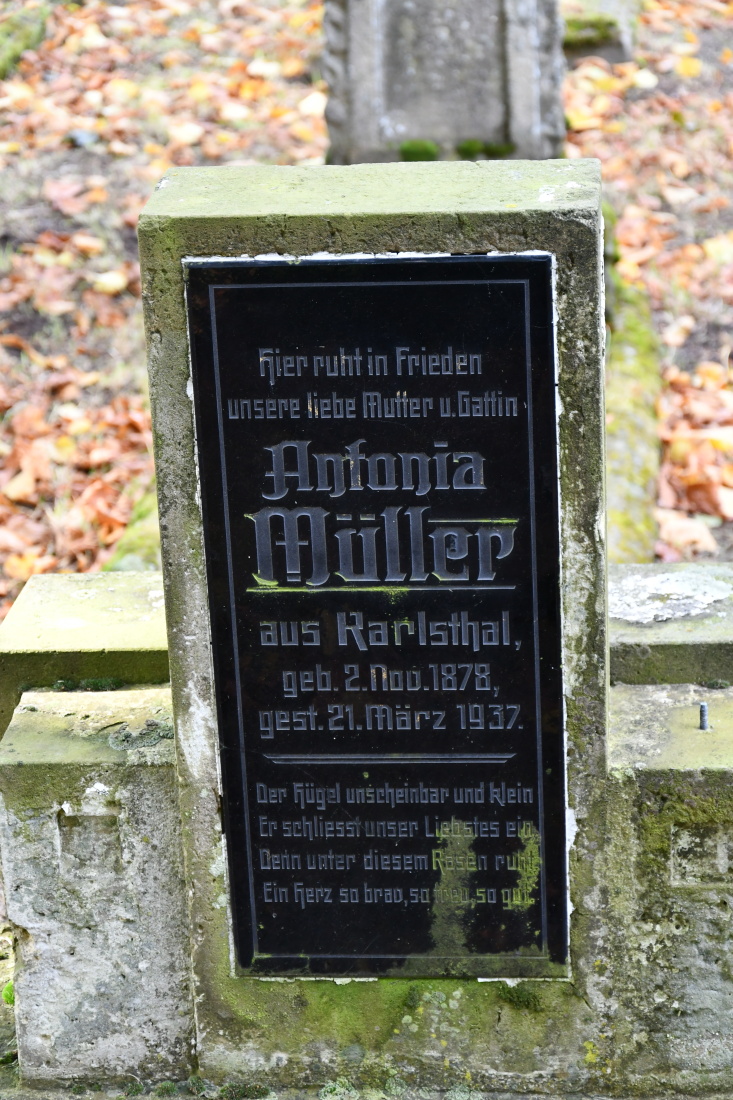 Hier ruht in Frieden
unsere liebe Mutter u. Gattin
Antonia
Müller
aus Karlsthal,
geb. 2. Nov. 1878,
gest. 21. März 1937.
Der Hügel unscheinbar und klein
Er schliesst unser Liebstes ein
Denn unter diesem Rasen ruht
Ein Herz so brav, so treu, so gut.